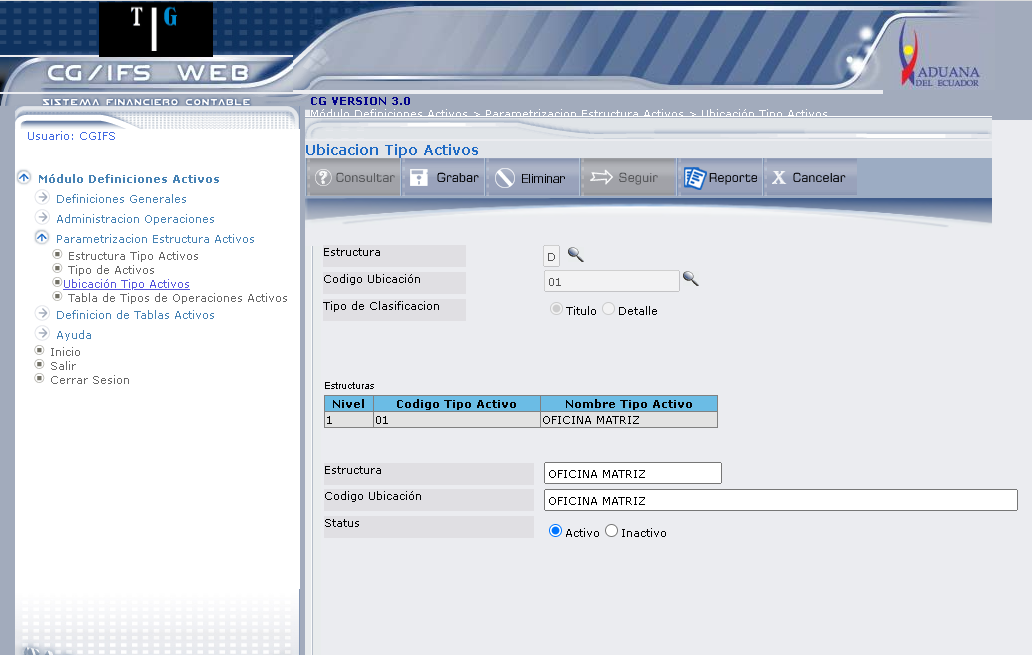 T G
CG/IFS WEB
SISTEMA FINANCIERO CONTABLE
ADUANA
DEL ECUADOR
CG VERSION 3.0
Módulo Definiciones Activos > Parametrizacion Estructura Activos > Ubicación Tipo Activos
Usuario: CGIFS
Módulo Definiciones Activos
Definiciones Generales
Administracion Operaciones
Parametrizacion Estructura Activos
Estructura Tipo Activos
Tipo de Activos
Ubicación Tipo Activos
Tabla de Tipos de Operaciones Activos
Definicion de Tablas Activos
Ayuda
Inicio
Salir
Cerrar Sesion
Ubicacion Tipo Activos
Consultar Grabar Eliminar Seguir Reporte X Cancelar
Estructura D
Codigo Ubicación 01
Tipo de Clasificacion Titulo Detalle
Estructuras
Nivel Codigo Tipo Activo Nombre Tipo Activo
1 01 OFICINA MATRIZ
Estructura OFICINA MATRIZ
Codigo Ubicación OFICINA MATRIZ
Status Activo Inactivo